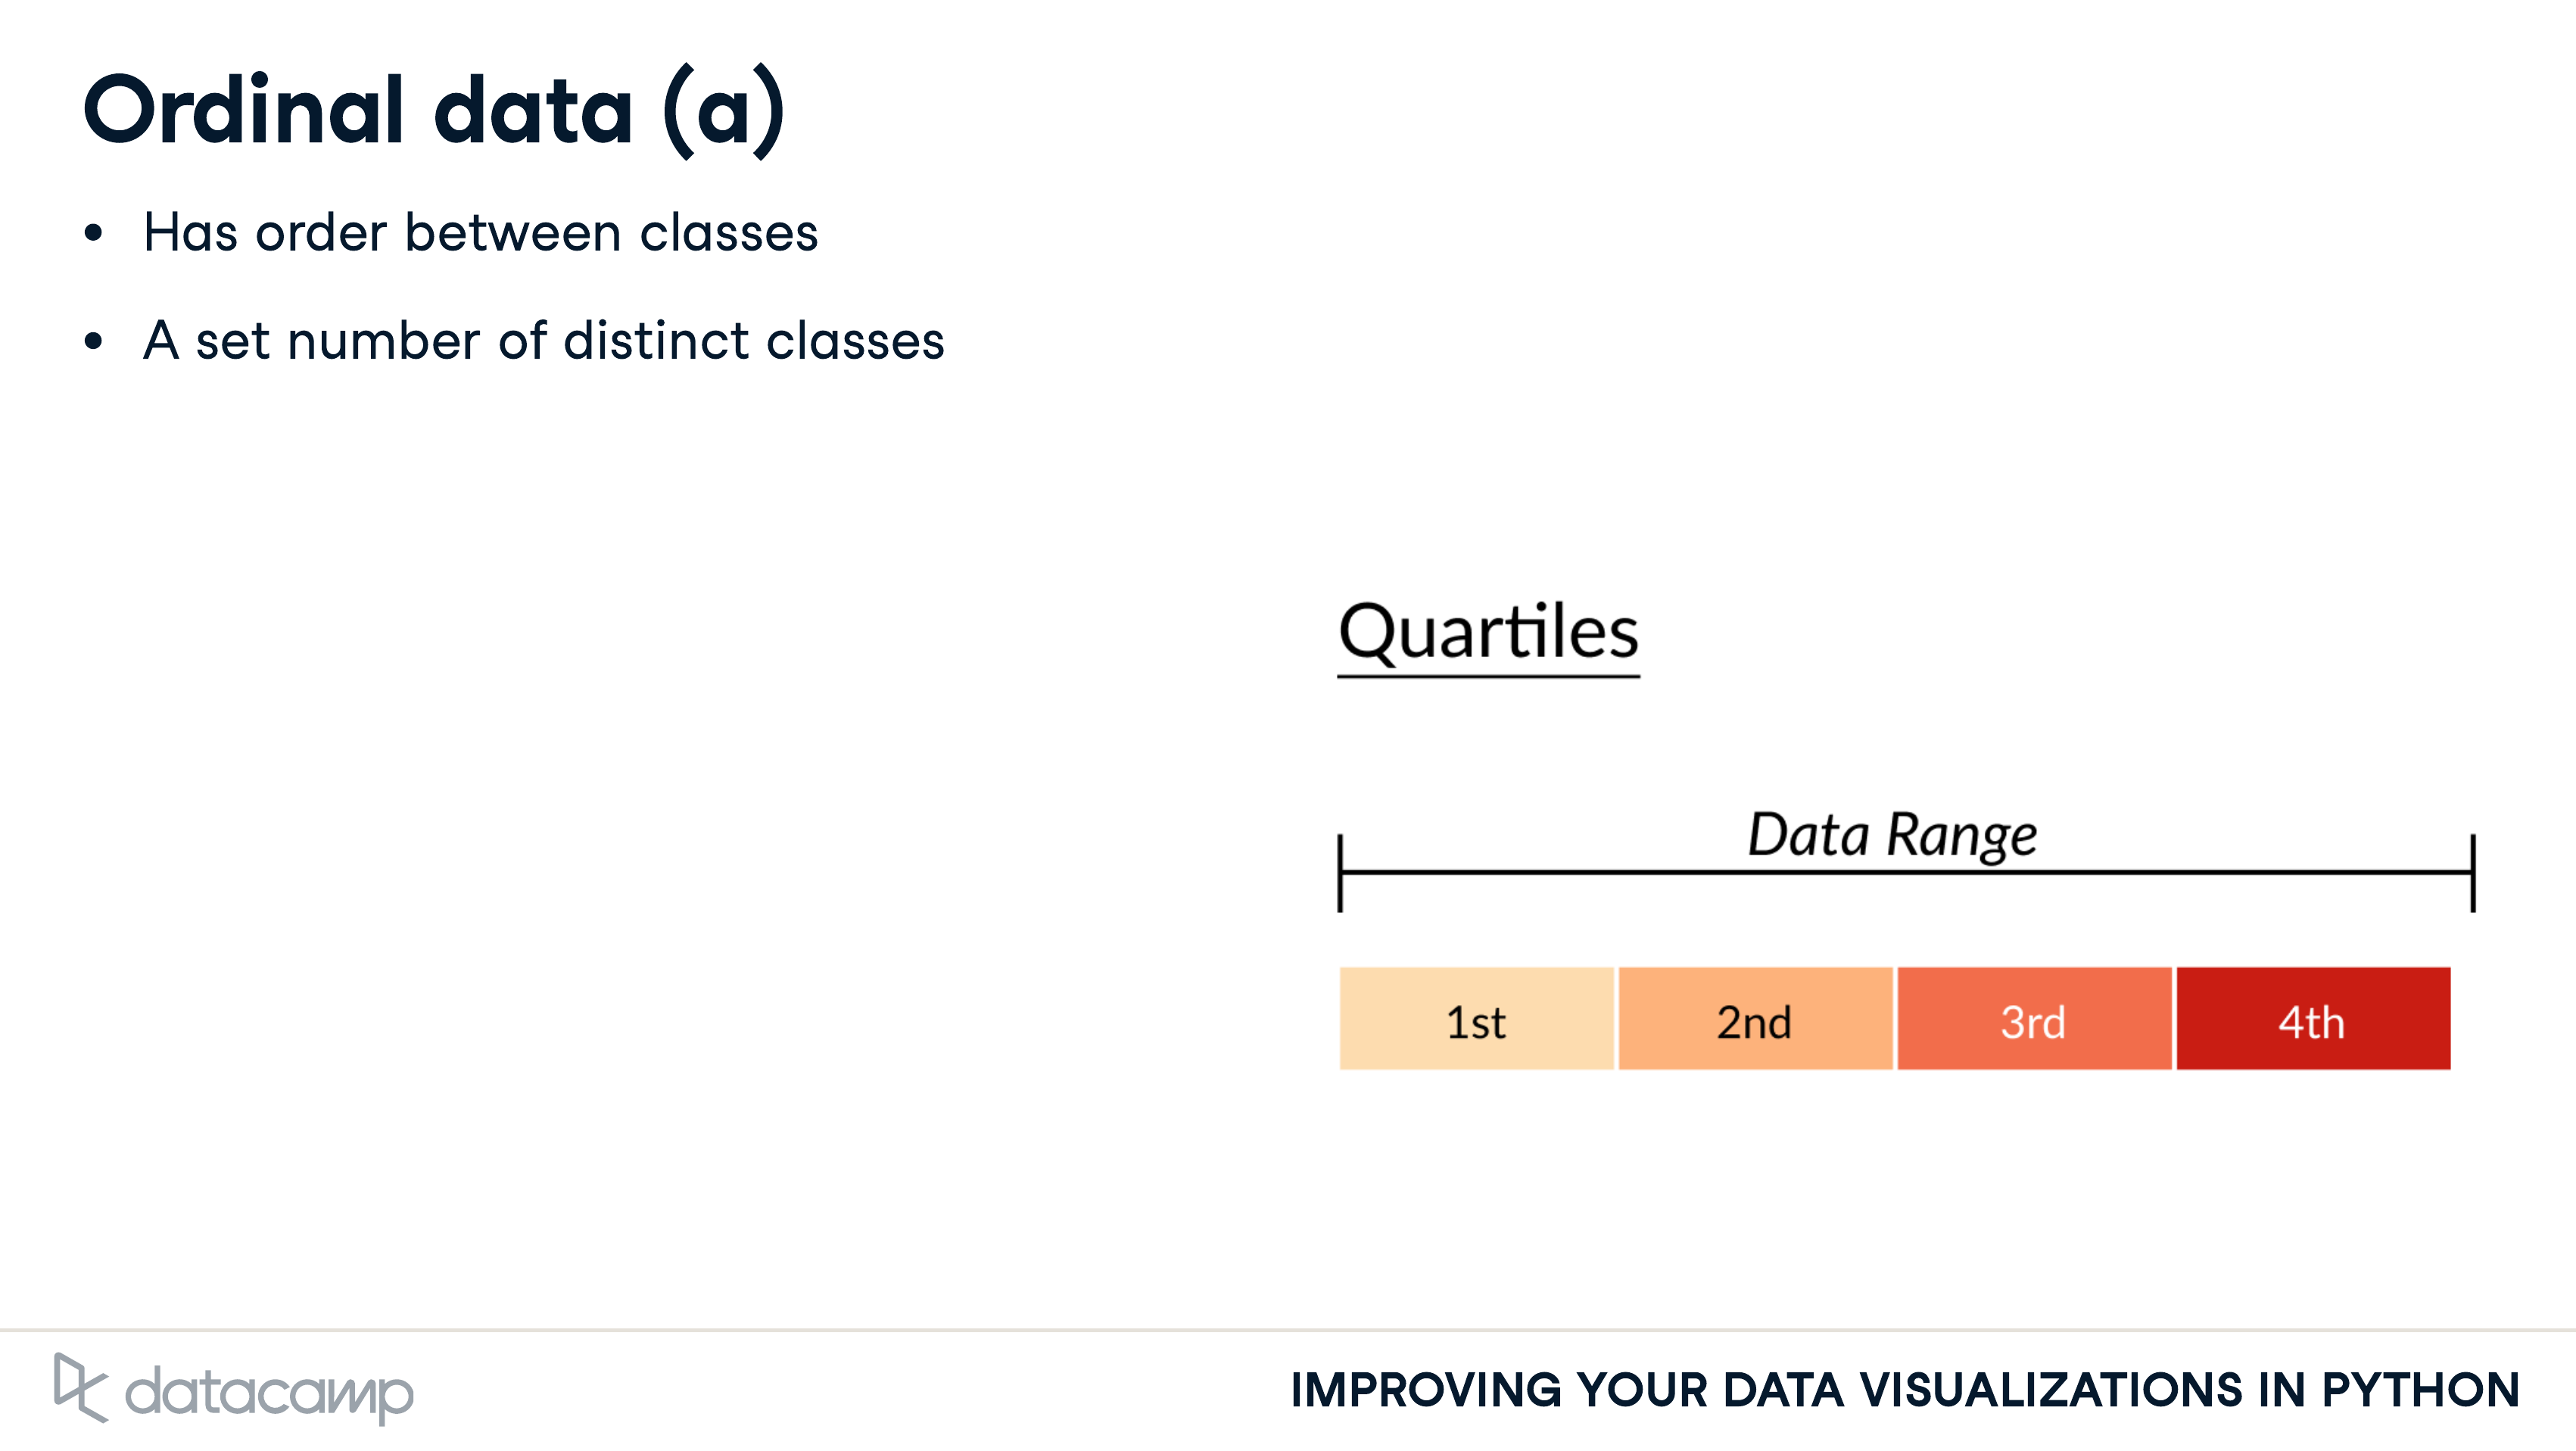 Ordinal data (a)
• Has order between classes
• A set number of distinct classes
Quartiles
Data Range
1st 2nd 3rd 4th
datacamp
IMPROVING YOUR DATA VISUALIZATIONS IN PYTHON